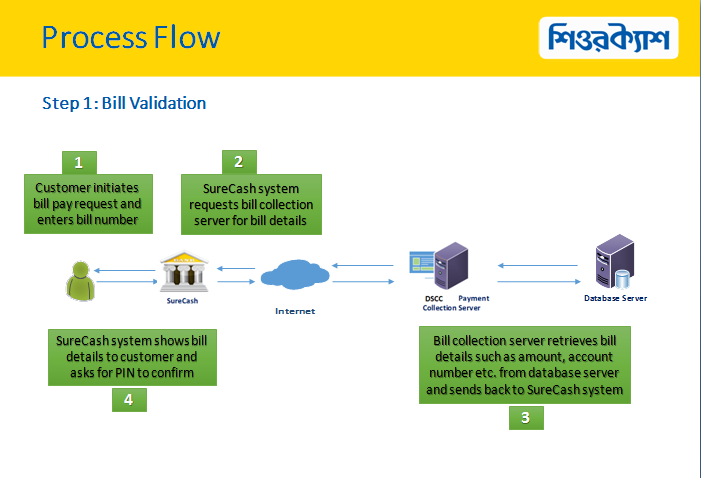 Process Flow
শিওরক্যাশ
Step 1: Bill Validation
1
Customer initiates
bill pay request and
enters bill number
2
SureCash system
requests bill collection
server for bill details
SureCash
Internet
DSCC Payment
Collection Server
Database Server
SureCash system shows bill
details to customer and
asks for PIN to confirm
4
Bill collection server retrieves bill
details such as amount, account
number etc. from database server
and sends back to SureCash system
3